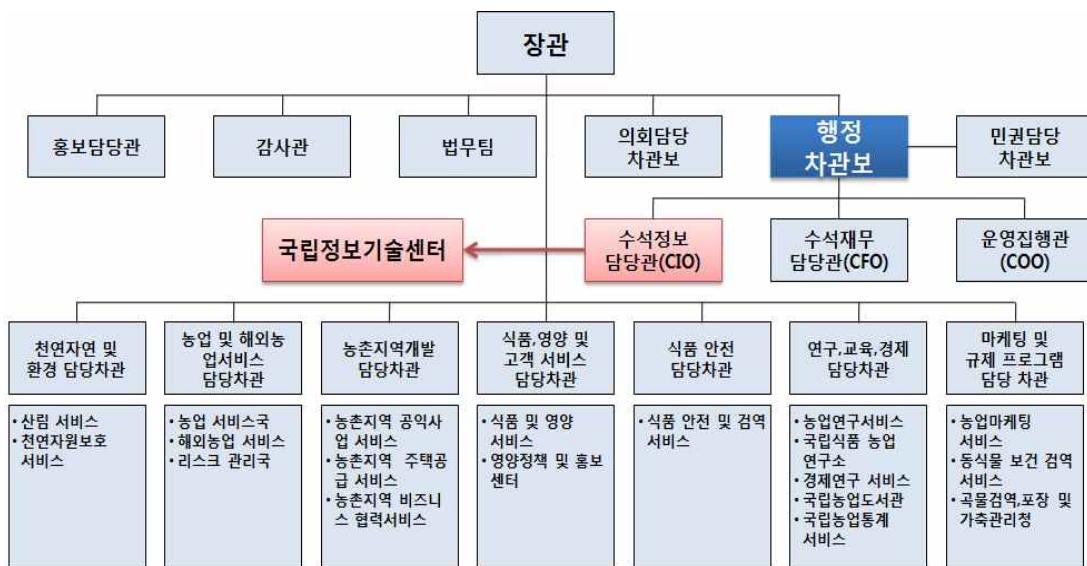 장관
홍보담당관
감사관
법무팀
의회담당
차관보
행정
차관보
민권담당
차관보
국립정보기술센터
수석정보
담당관(CIO)
수석재무
담당관(CFO)
운영집행관
(COO)
천연자연 및
환경 담당차관
농업 및 해외농
업서비스
담당차관
농촌지역개발
담당차관
식품,영양 및
고객 서비스
담당차관
식품 안전
담당차관
연구,교육,경제
담당차관
마케팅 및
규제 프로그램
담당 차관
• 산림 서비스
• 천연자원보호
서비스
• 농업 서비스국
• 해외농업 서비스
• 리스크 관리국
• 농촌지역 공익사
업 서비스
• 농촌지역 주택공
급 서비스
• 농촌지역 비즈니
스 협력서비스
• 식품 및 영양
서비스
• 영양정책 및 홍보
센터
• 식품 안전 및 검역
서비스
• 농업연구서비스
• 국립식품 농업
연구소
• 경제연구 서비스
• 국립농업도서관
• 국립농업통계
서비스
• 농업마케팅
서비스
• 동식물 보건 검역
서비스
• 곡물검역,포장 및
가축관리청